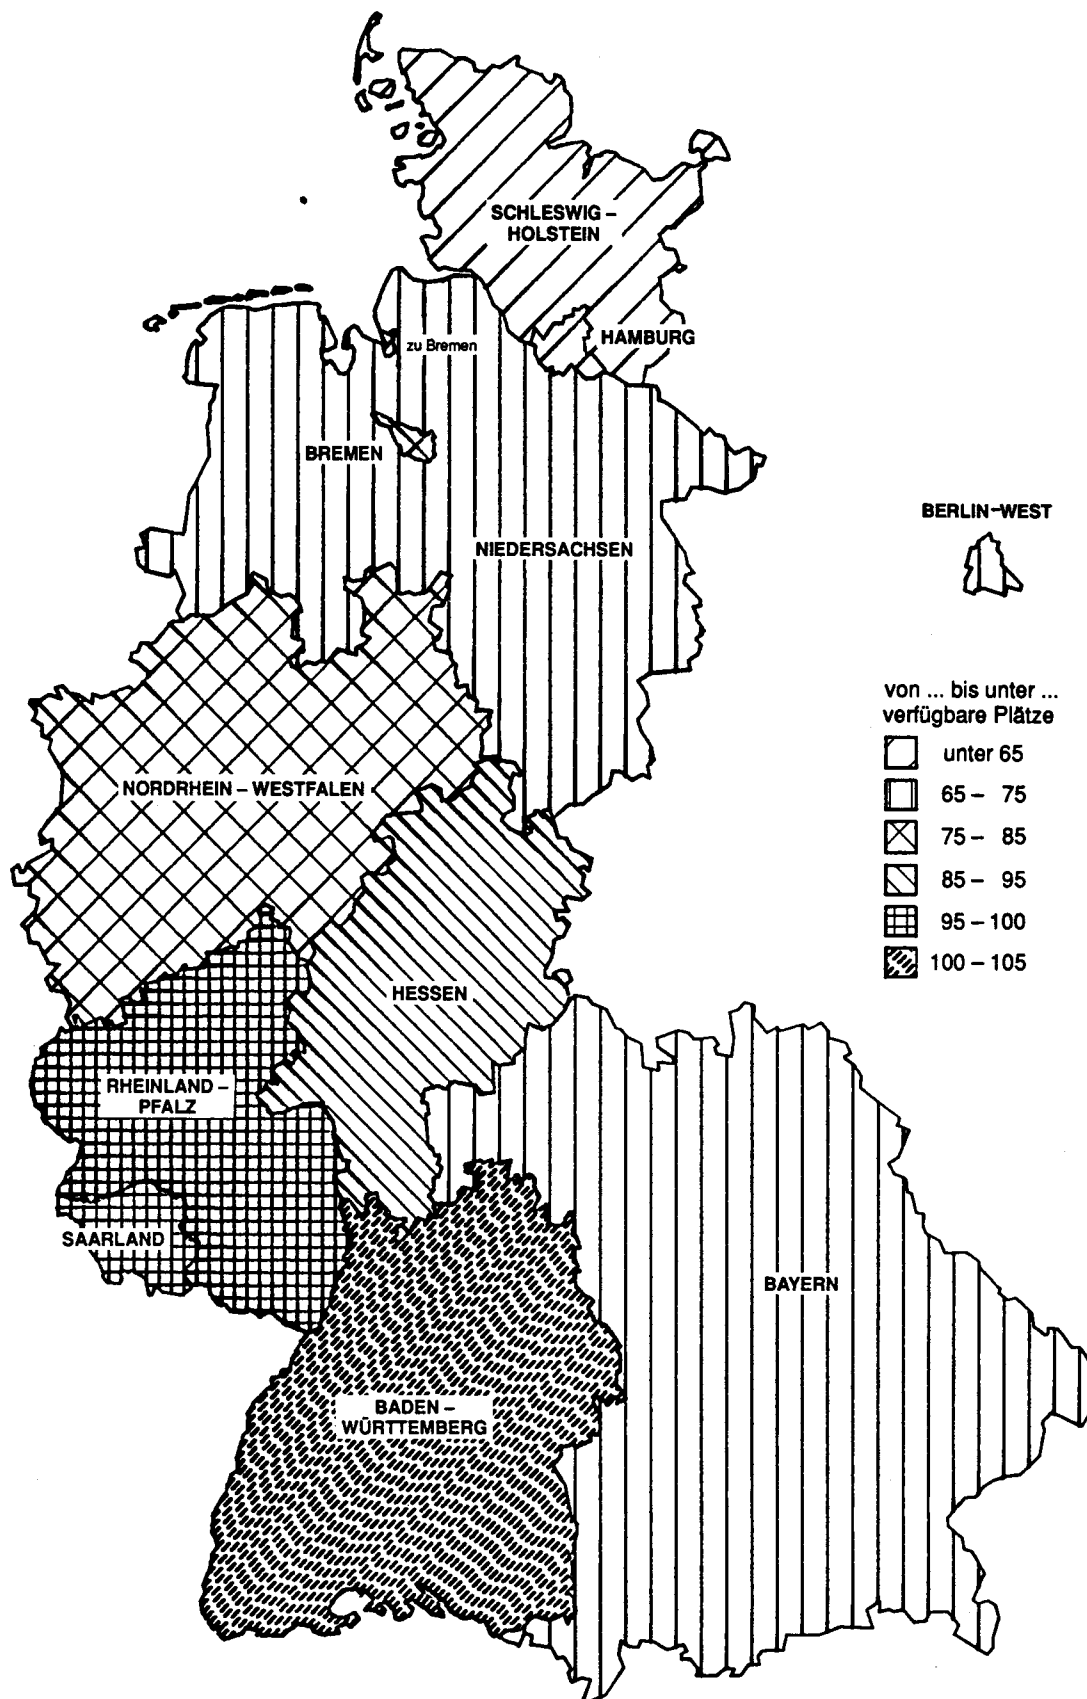 SCHLESWIG –
HOLSTEIN
HAMBURG
zu Bremen
BREMEN
NIEDERSACHSEN
BERLIN-WEST
NORDRHEIN – WESTFALEN
HESSEN
RHEINLAND –
PFALZ
SAARLAND
BADEN –
WÜRTTEMBERG
BAYERN
von ... bis unter ...
verfügbare Plätze
unter 65
65 – 75
75 – 85
85 – 95
95 – 100
100 – 105